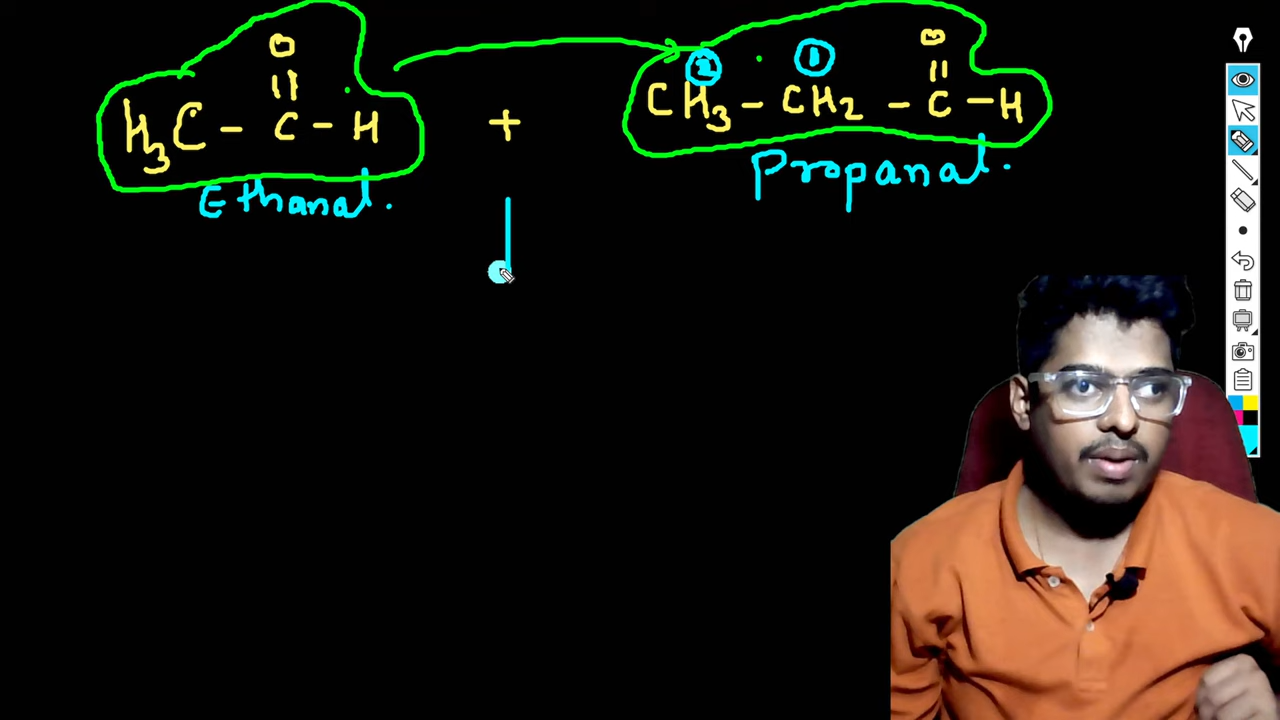 O
||
H3C – C – H
Ethanal.
+
② ①
O
||
CH3 – CH2 – C – H
Propanal.